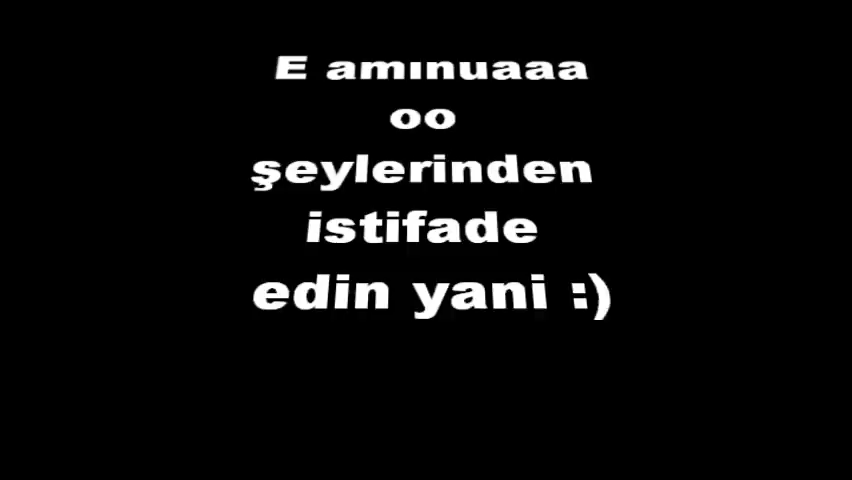 E amınuaaa
oo
şeylerinden
istifade
edin yani :)